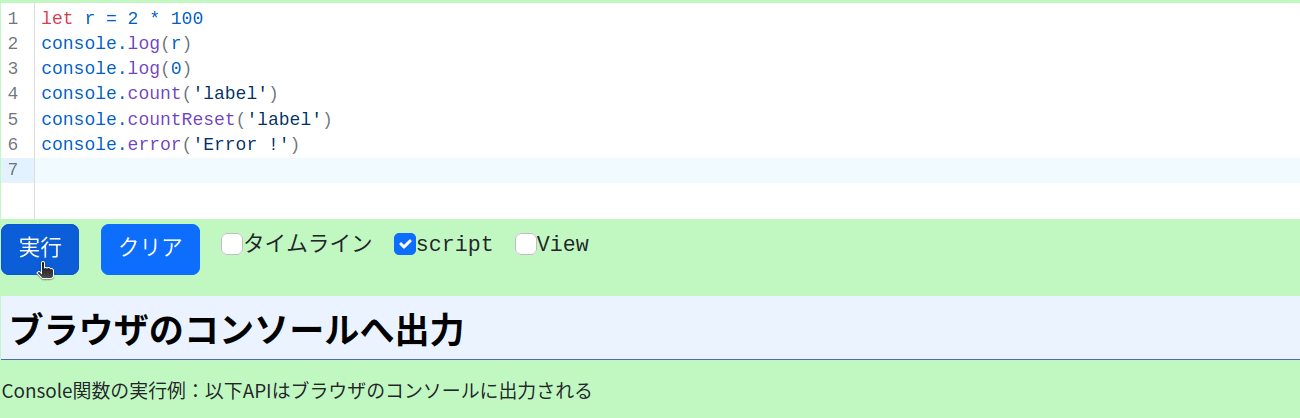 1 let r = 2 * 100
2 console.log(r)
3 console.log(0)
4 console.count('label')
5 console.countReset('label')
6 console.error('Error !')
7
実行 クリア タイムライン script View
ブラウザのコンソールへ出力
Console関数の実行例：以下APIはブラウザのコンソールに出力される